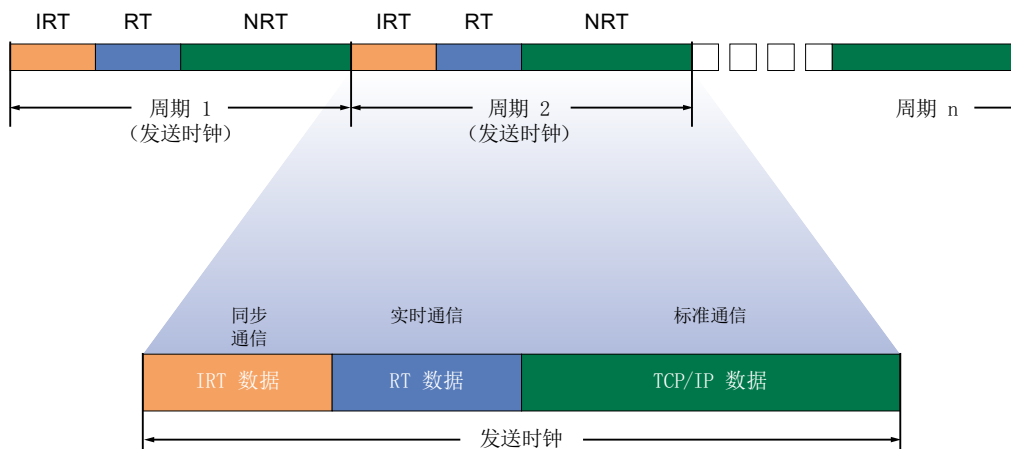 IRT RT NRT IRT RT NRT
周期 1
（发送时钟）
周期 2
（发送时钟）
周期 n
同步
通信
实时通信
标准通信
IRT 数据
RT 数据
TCP/IP 数据
发送时钟